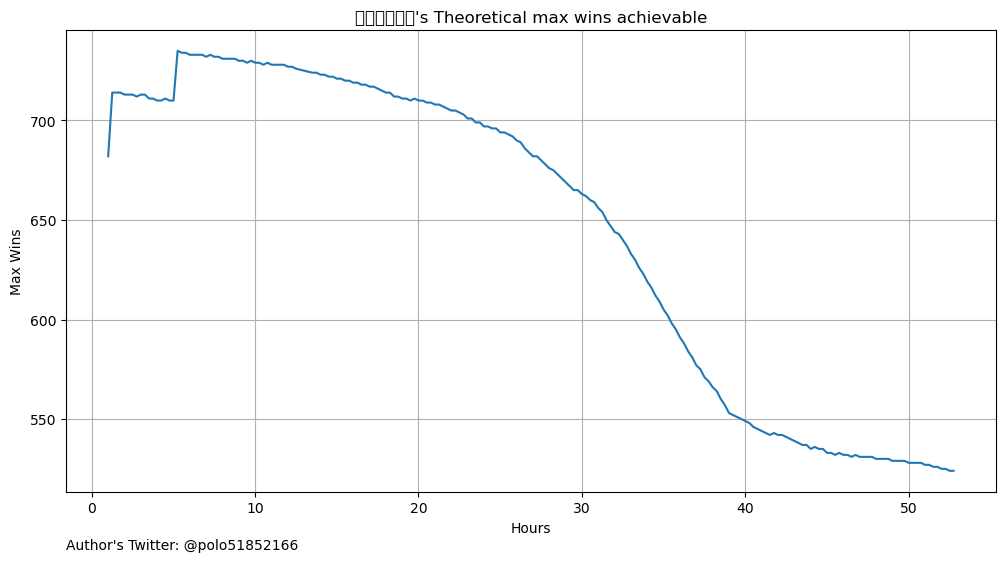 's Theoretical max wins achievable
Max Wins
700
650
600
550
0 10 20 30 40 50
Hours
Author's Twitter: @polo51852166